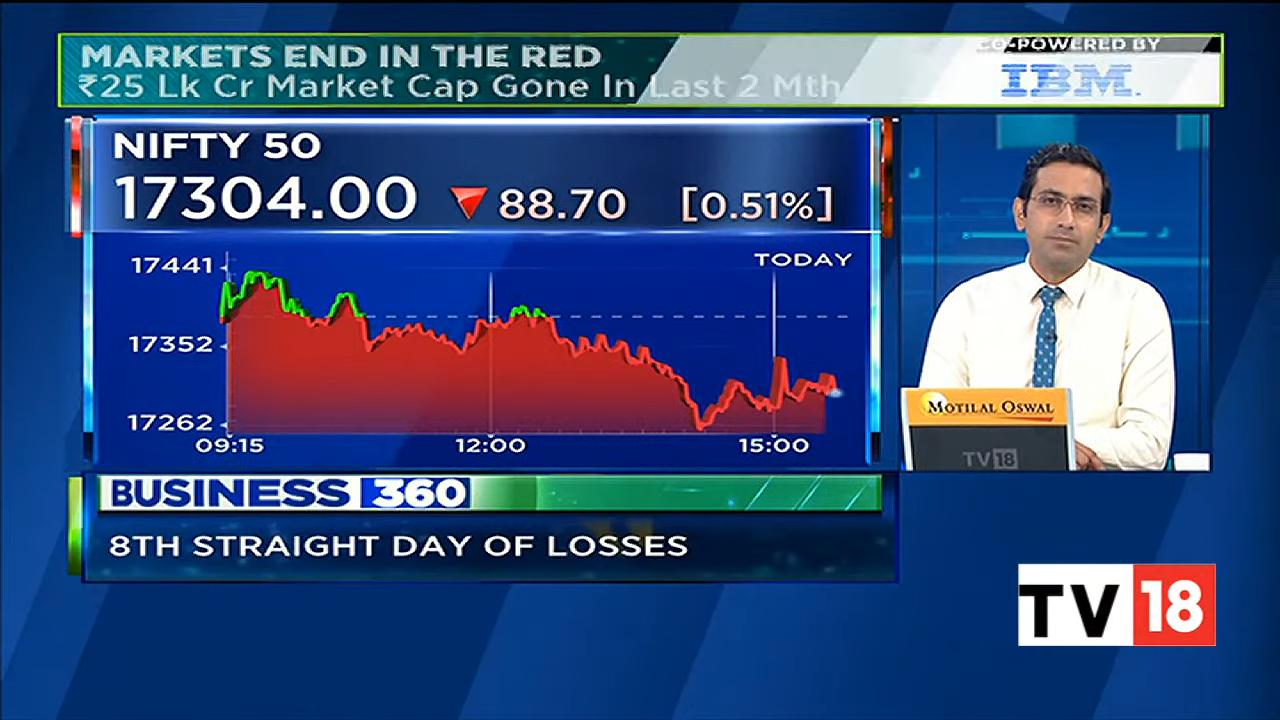 MARKETS END IN THE RED
₹25 Lk Cr Market Cap Gone In Last 2 Mth
CO-POWERED BY
IBM.
NIFTY 50
17304.00 ▼ 88.70 [0.51%]
TODAY
17441
17352
17262
09:15 12:00 15:00
MOTILAL OSWAL
TV18
BUSINESS 360
8TH STRAIGHT DAY OF LOSSES
TV18